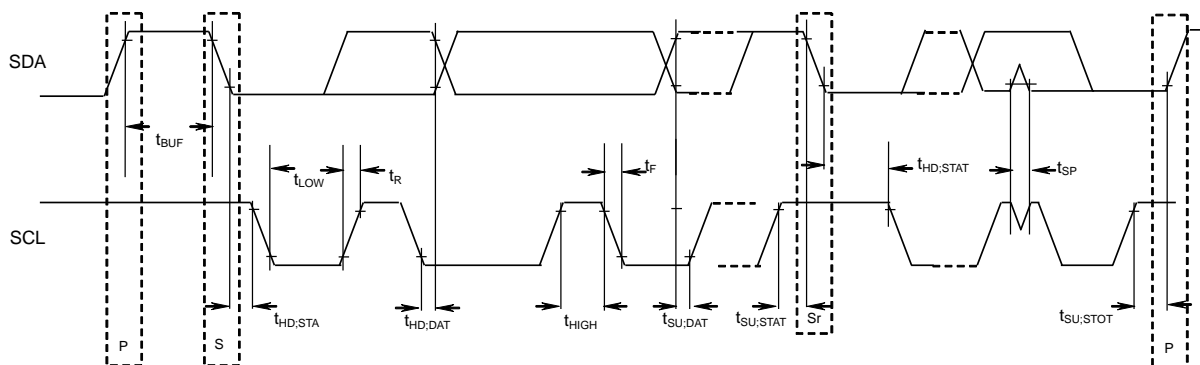 SDA
tBUF
tLOW
tR
tF
tHD;STAT
tSP
SCL
tHD;STA
tHD;DAT
tHIGH
tSU;DAT
tSU;STAT
Sr
tSU;STOT
P
S
P